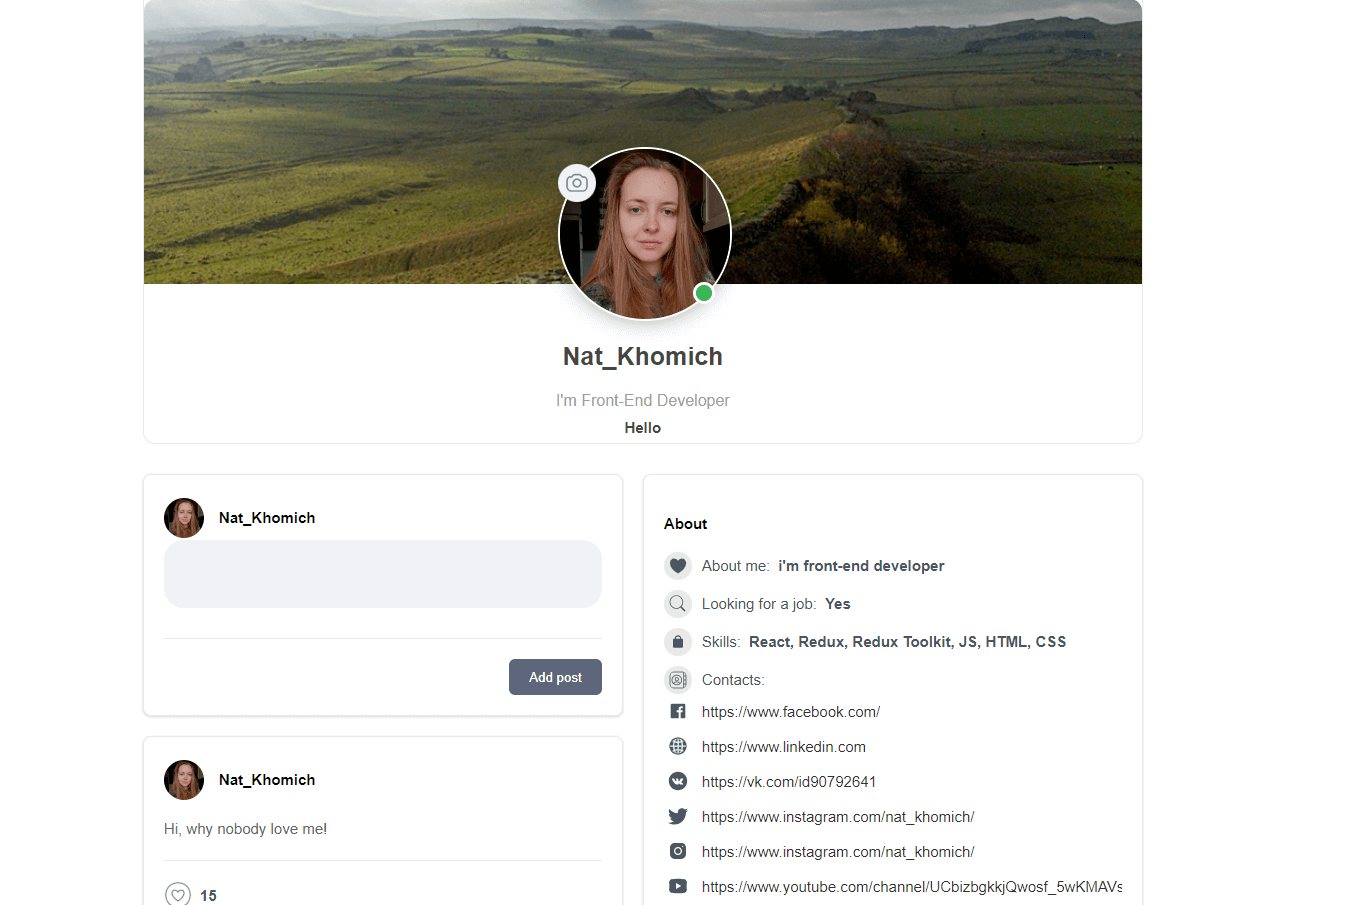 Nat_Khomich
I'm Front-End Developer
Hello
Nat_Khomich
Add post
Nat_Khomich
Hi, why nobody love me!
15
About
About me: i'm front-end developer
Looking for a job: Yes
Skills: React, Redux, Redux Toolkit, JS, HTML, CSS
Contacts:
https://www.facebook.com/
https://www.linkedin.com
https://vk.com/id90792641
https://www.instagram.com/nat_khomich/
https://www.instagram.com/nat_khomich/
https://www.youtube.com/channel/UCbizbgkkjQwosf_5wKMAVs